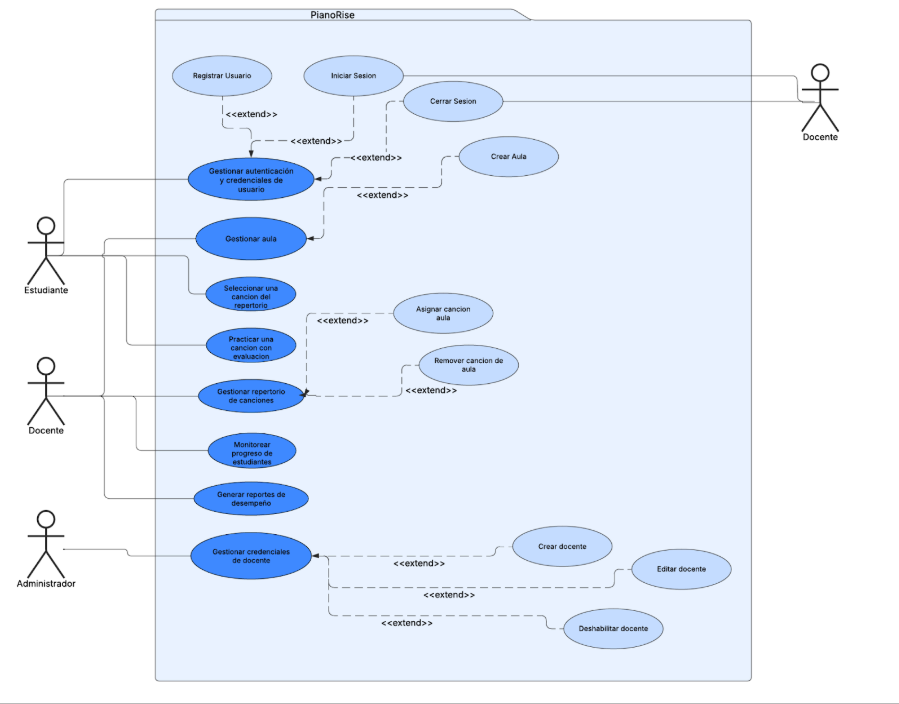 PianoRise
Registrar Usuario
Iniciar Sesion
Cerrar Sesion
Docente
<<extend>>
<<extend>>
<<extend>>
Crear Aula
Gestionar autenticación
y credenciales de
usuario
<<extend>>
Gestionar aula
Estudiante
Seleccionar una
cancion del
repertorio
Asignar cancion
aula
<<extend>>
Practicar una
cancion con
evaluacion
Remover cancion de
aula
Gestionar repertorio
de canciones
<<extend>>
Docente
Monitorear
progreso de
estudiantes
Generar reportes de
desempeño
Gestionar credenciales
de docente
Crear docente
<<extend>>
Editar docente
Administrador
<<extend>>
<<extend>>
Deshabilitar docente